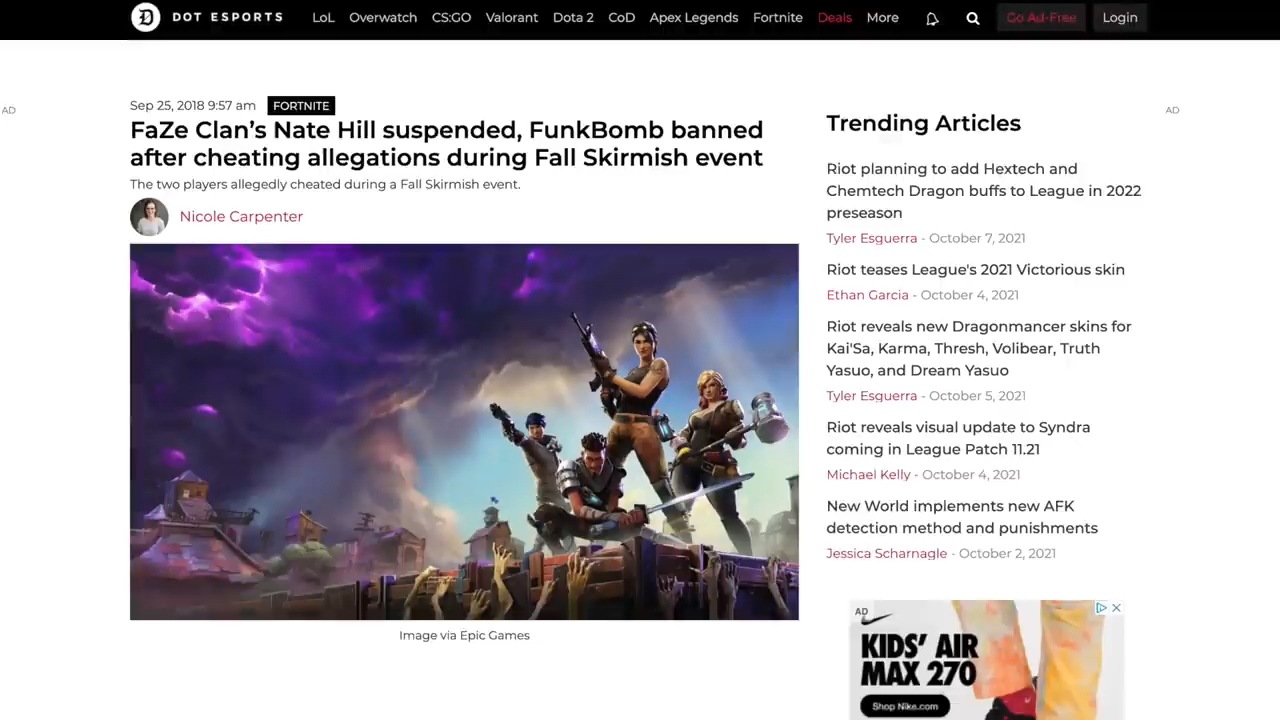 DOT ESPORTS
LoL Overwatch CS:GO Valorant Dota 2 CoD Apex Legends Fortnite Deals More
Go Ad-Free
Login
AD
Sep 25, 2018 9:57 am FORTNITE
FaZe Clan’s Nate Hill suspended, FunkBomb banned
after cheating allegations during Fall Skirmish event
The two players allegedly cheated during a Fall Skirmish event.
Nicole Carpenter
Image via Epic Games
Trending Articles
AD
Riot planning to add Hextech and
Chemtech Dragon buffs to League in 2022
preseason
Tyler Esguerra - October 7, 2021
Riot teases League's 2021 Victorious skin
Ethan Garcia - October 4, 2021
Riot reveals new Dragonmancer skins for
Kai'Sa, Karma, Thresh, Volibear, Truth
Yasuo, and Dream Yasuo
Tyler Esguerra - October 5, 2021
Riot reveals visual update to Syndra
coming in League Patch 11.21
Michael Kelly - October 4, 2021
New World implements new AFK
detection method and punishments
Jessica Scharnagle - October 2, 2021
AD
KIDS' AIR
MAX 270
Shop Nike.com